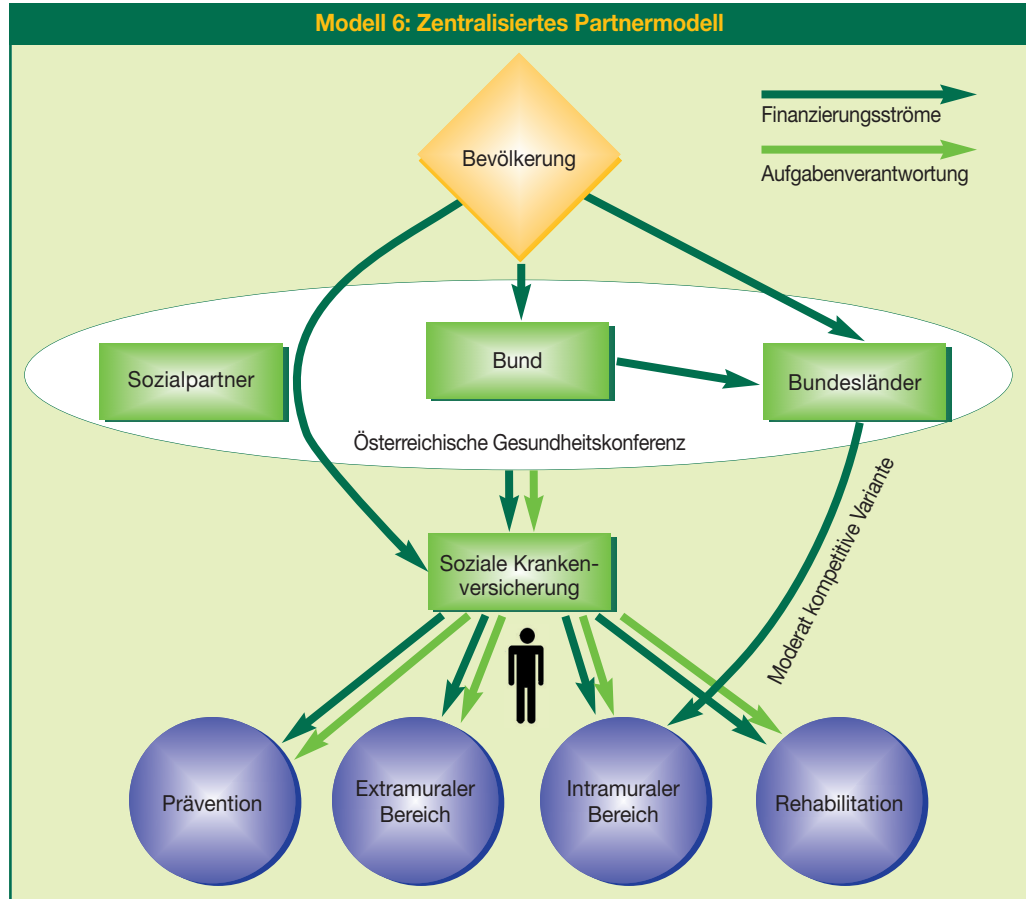 Modell 6: Zentralisiertes Partnermodell
Finanzierungsströme
Aufgabenverantwortung
Bevölkerung
Sozialpartner
Bund
Bundesländer
Österreichische Gesundheitskonferenz
Moderat kompetitive Variante
Soziale Kranken-
versicherung
Prävention
Extramuraler
Bereich
Intramuraler
Bereich
Rehabilitation